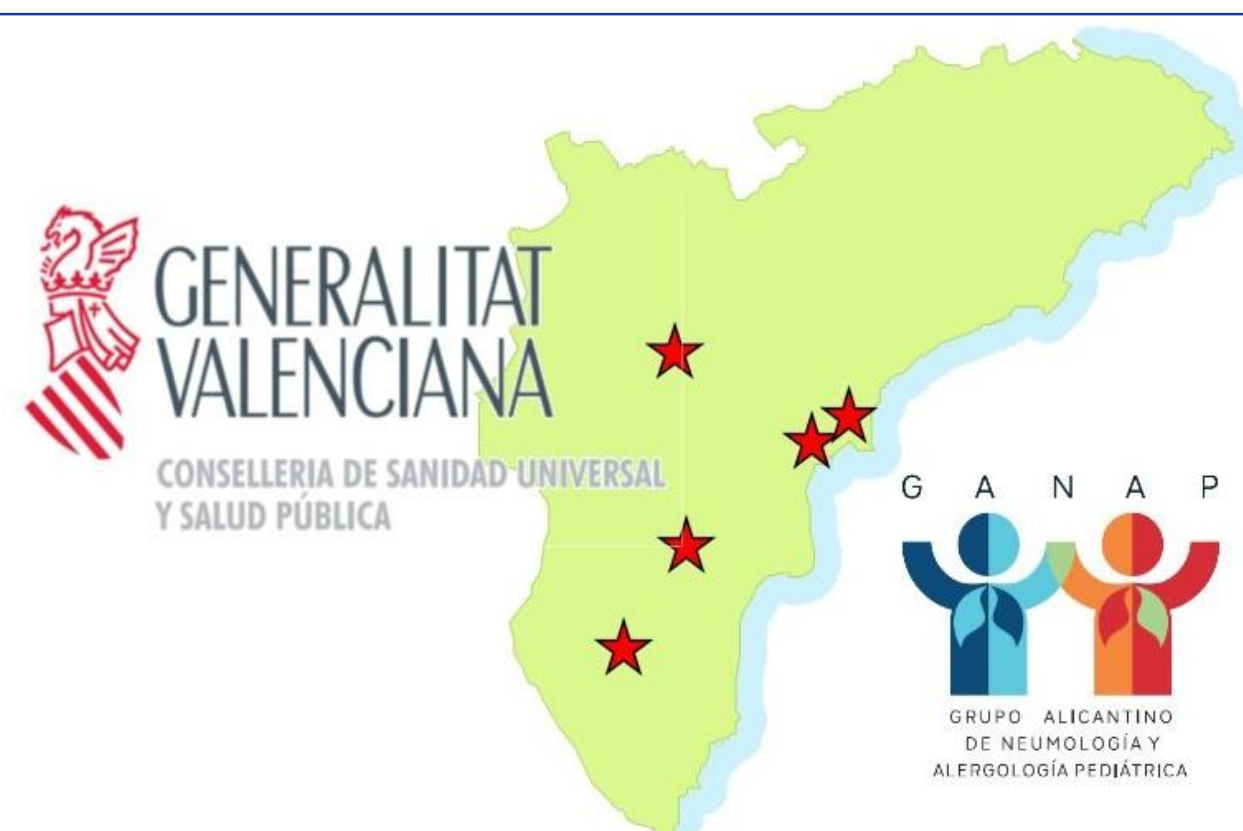 GENERALITAT
VALENCIANA
CONSELLERIA DE SANIDAD UNIVERSAL
Y SALUD PÚBLICA
G A N A P
GRUPO ALICANTINO
DE NEUMOLOGÍA Y
ALERGOLOGÍA PEDIÁTRICA